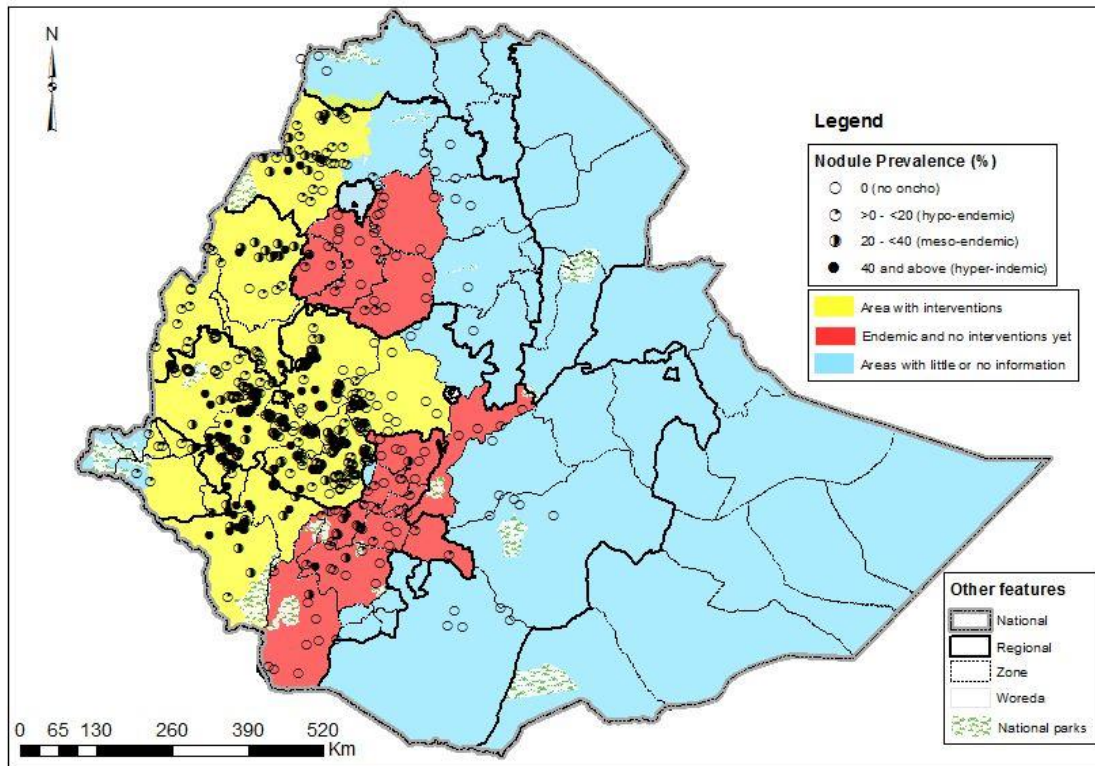 N
Legend
Nodule Prevalence (%)
0 (no oncho)
>0 - <20 (hypo-endemic)
20 - <40 (meso-endemic)
40 and above (hyper-indemic)
Area with interventions
Endemic and no interventions yet
Areas with little or no information
Other features
National
Regional
Zone
Woreda
National parks
0 65 130 260 390 520
Km